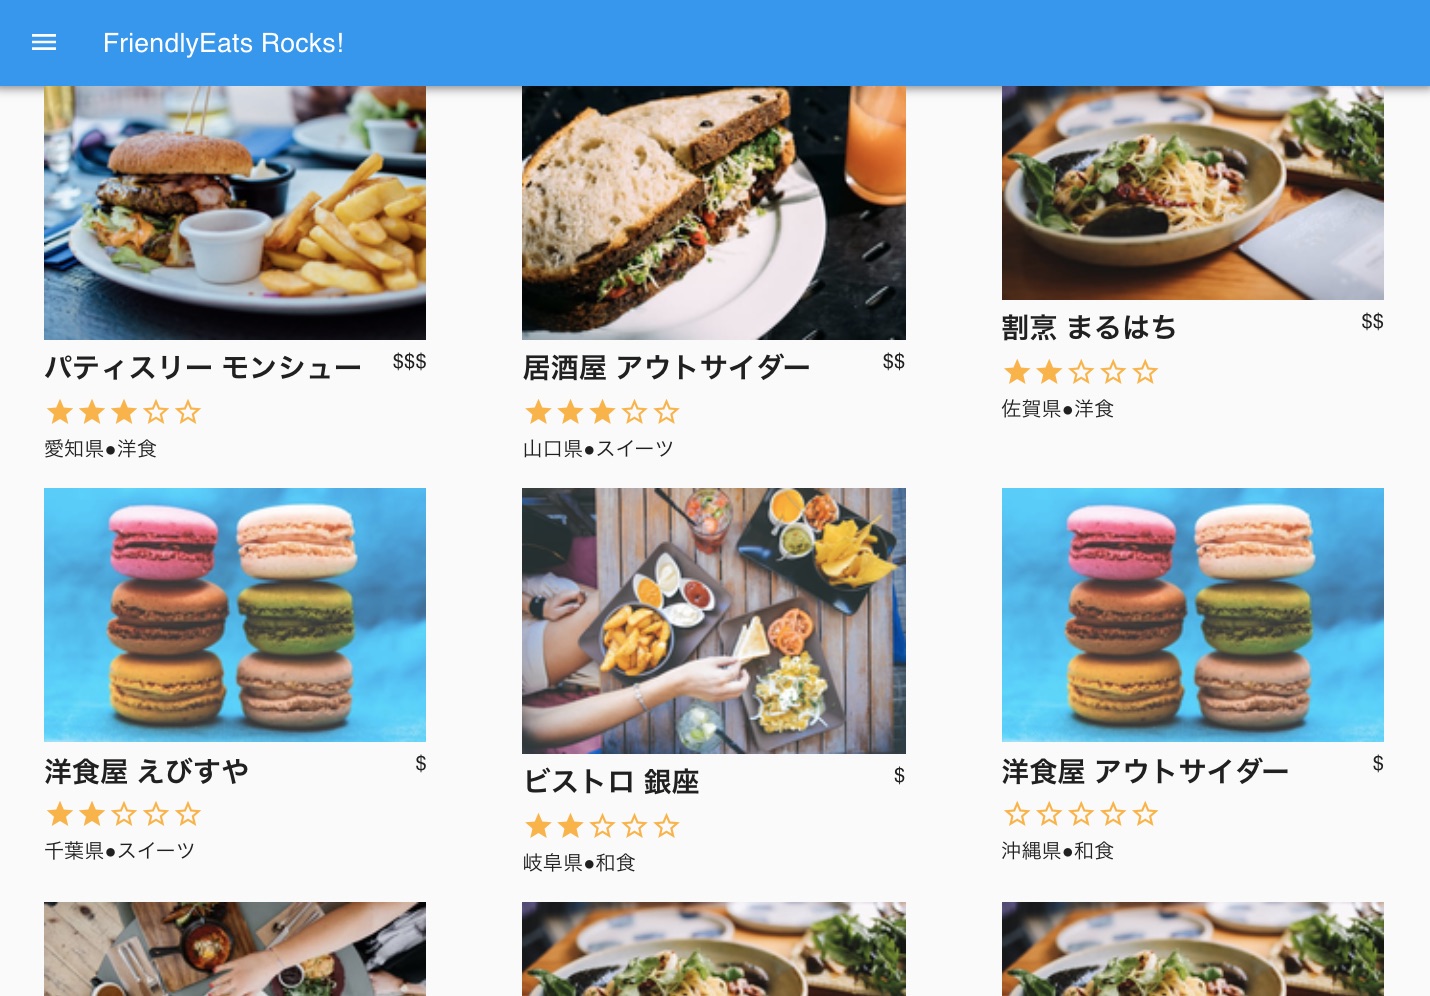 FriendlyEats Rocks!
パティスリー モンシュー $$$
愛知県●洋食
居酒屋 アウトサイダー $$
山口県●スイーツ
割烹 まるはち $$
佐賀県●洋食
洋食屋 えびすや $
千葉県●スイーツ
ビストロ 銀座 $
岐阜県●和食
洋食屋 アウトサイダー $
沖縄県●和食